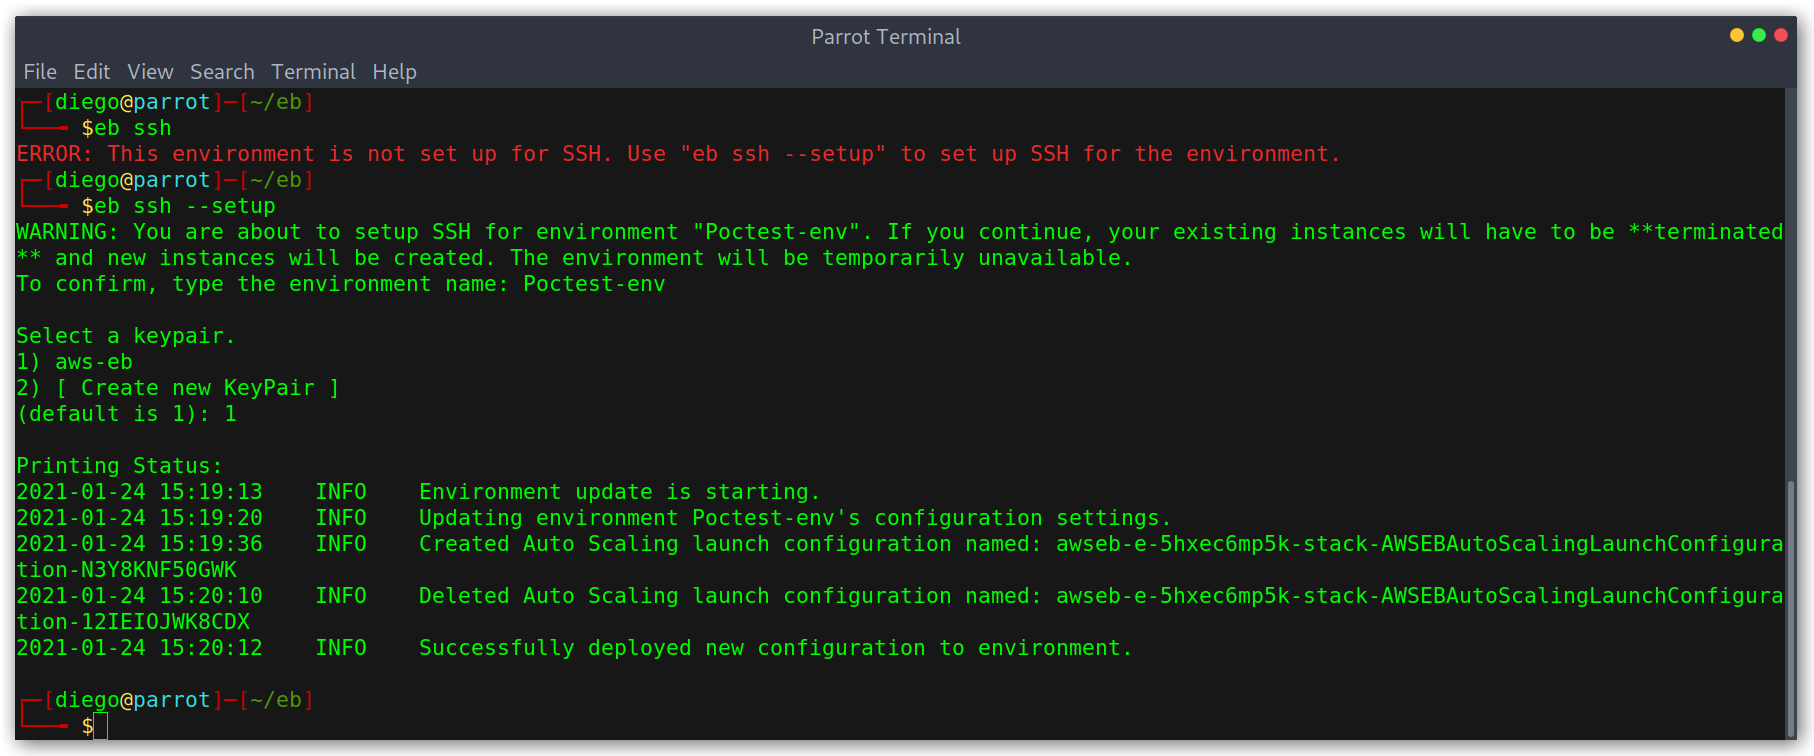 Parrot Terminal
File Edit View Search Terminal Help
┌─[diego@parrot]─[~/eb]
└──╼ $eb ssh
ERROR: This environment is not set up for SSH. Use "eb ssh --setup" to set up SSH for the environment.
┌─[diego@parrot]─[~/eb]
└──╼ $eb ssh --setup
WARNING: You are about to setup SSH for environment "Poctest-env". If you continue, your existing instances will have to be **terminated
** and new instances will be created. The environment will be temporarily unavailable.
To confirm, type the environment name: Poctest-env
Select a keypair.
1) aws-eb
2) [ Create new KeyPair ]
(default is 1): 1
Printing Status:
2021-01-24 15:19:13    INFO    Environment update is starting.
2021-01-24 15:19:20    INFO    Updating environment Poctest-env's configuration settings.
2021-01-24 15:19:36    INFO    Created Auto Scaling launch configuration named: awseb-e-5hxec6mp5k-stack-AWSEBAutoScalingLaunchConfigura
tion-N3Y8KNF50GWK
2021-01-24 15:20:10    INFO    Deleted Auto Scaling launch configuration named: awseb-e-5hxec6mp5k-stack-AWSEBAutoScalingLaunchConfigura
tion-12IEIOJWK8CDX
2021-01-24 15:20:12    INFO    Successfully deployed new configuration to environment.
┌─[diego@parrot]─[~/eb]
└──╼ $